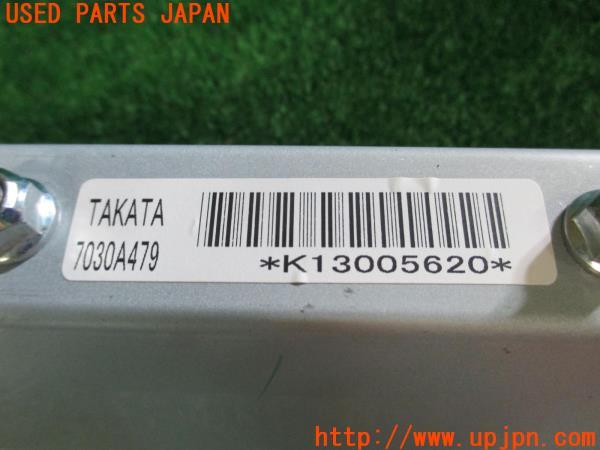 USED PARTS JAPAN
TAKATA
7030A479
*K13005620*
http://www.upjpn.com/